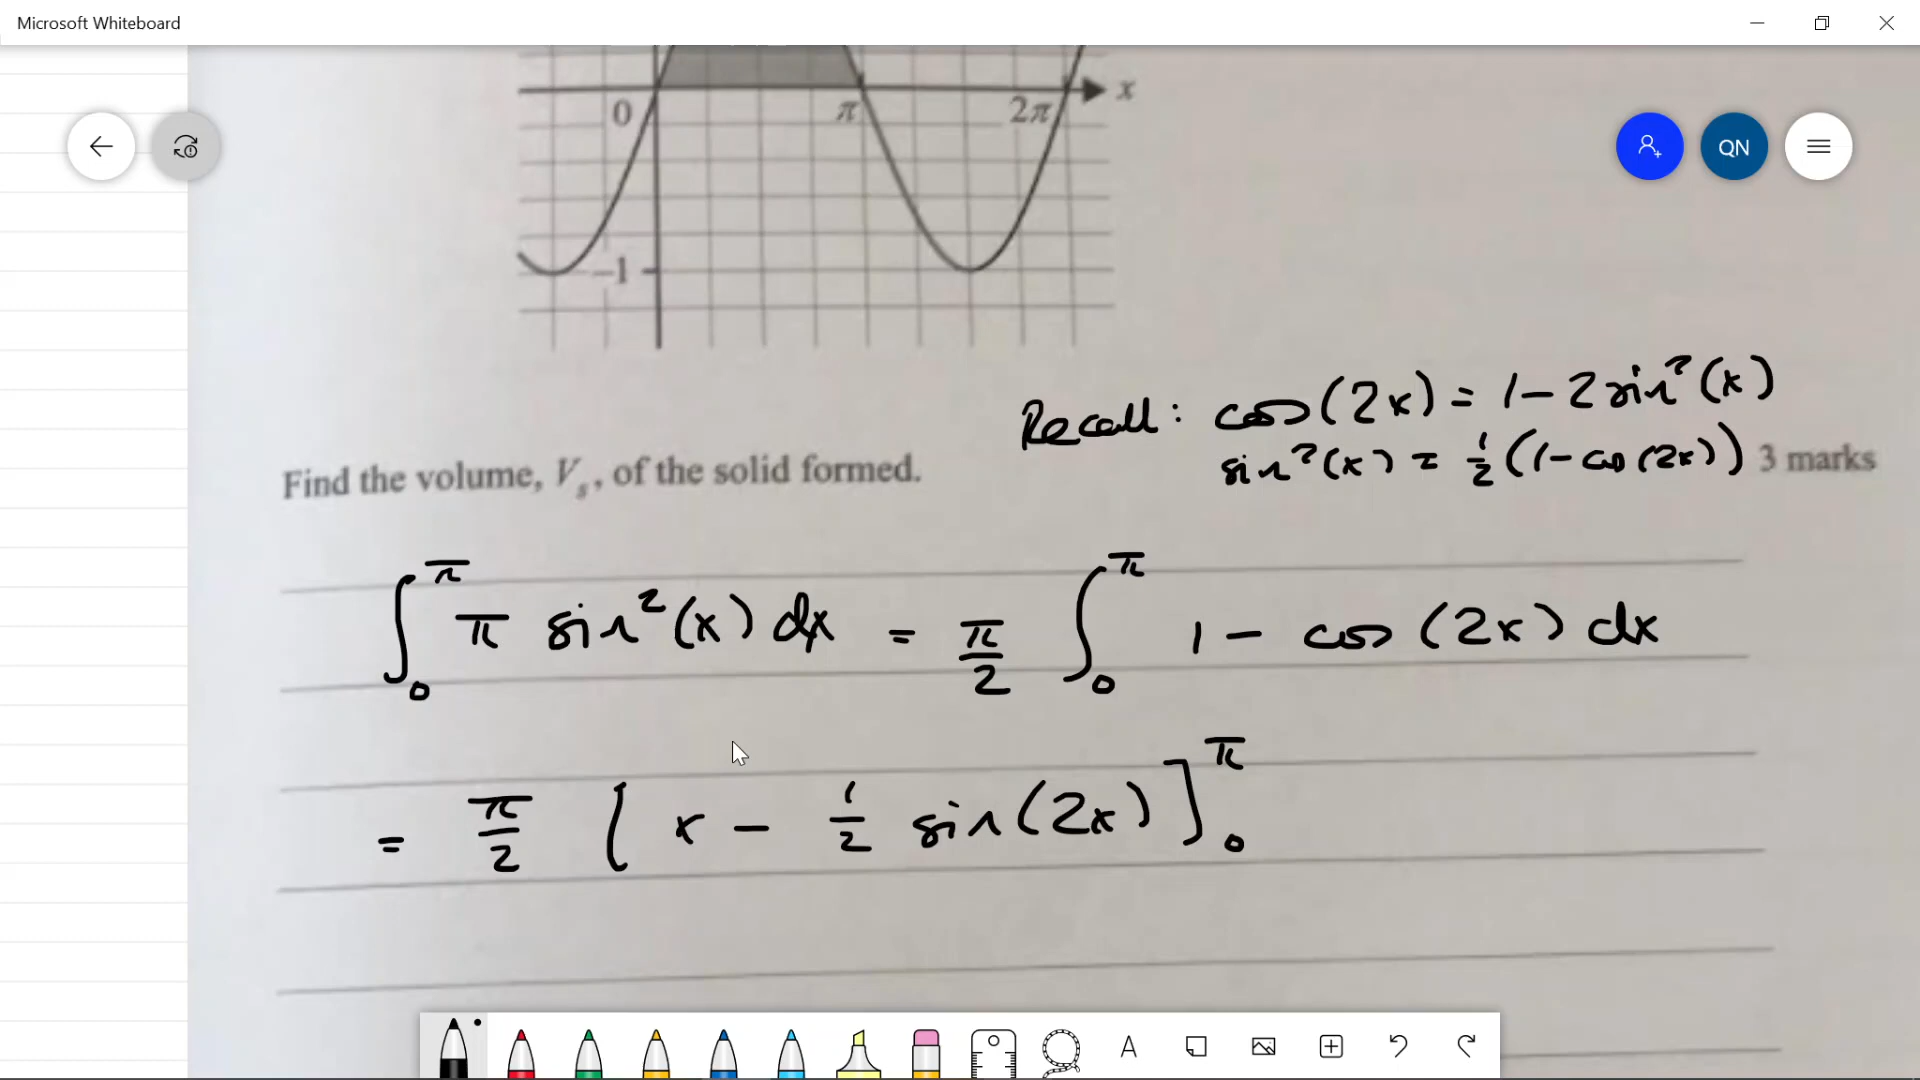 Microsoft Whiteboard
x
0 π 2π
QN
−1
Recall: cos(2x) = 1 − 2 sin²(x)
sin²(x) = ½(1 − cos(2x)) 3 marks
Find the volume, Vₛ, of the solid formed.
∫₀^π π sin²(x) dx = π/2 ∫₀^π 1 − cos(2x) dx
= π/2 [x − ½ sin(2x)]₀^π
A